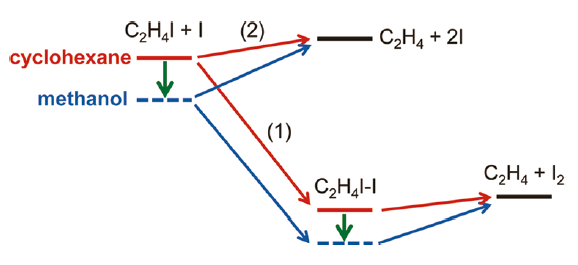 C₂H₄I + I
(2)
C₂H₄ + 2I
cyclohexane
methanol
(1)
C₂H₄I-I
C₂H₄ + I₂